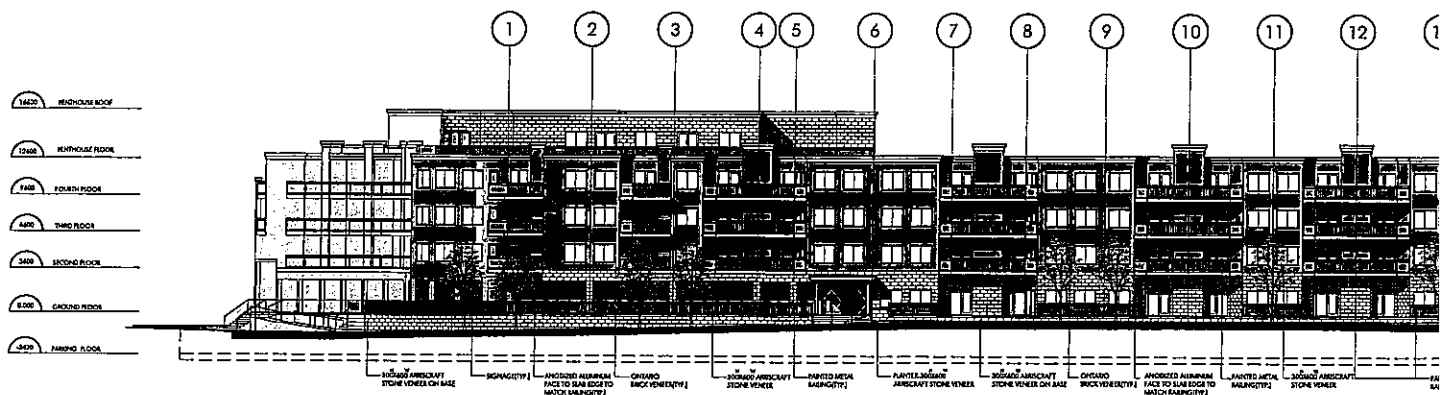 1 2 3 4 5 6 7 8 9 10 11 12
16620 PENTHOUSE ROOF
12600 PENTHOUSE FLOOR
9600 FOURTH FLOOR
6600 THIRD FLOOR
3600 SECOND FLOOR
0.000 GROUND FLOOR
-3420 PARKING FLOOR
300X600 ARRISCRAFT
STONE VENEER ON BASE
SIGNAGE[TYP.]
ANODIZED ALUMINUM
FACE TO SLAB EDGE TO
MATCH RAILING[TYP.]
ONTARIO
BRICK VENEER[TYP.]
300X600 ARRISCRAFT
STONE VENEER
PAINTED METAL
RAILING[TYP.]
PLANTER-300X600
ARRISCRAFT STONE VENEER
300X600 ARRISCRAFT
STONE VENEER ON BASE
ONTARIO
BRICK VENEER[TYP.]
ANODIZED ALUMINUM
FACE TO SLAB EDGE TO
MATCH RAILING[TYP.]
PAINTED METAL
RAILING[TYP.]
300X600 ARRISCRAFT
STONE VENEER